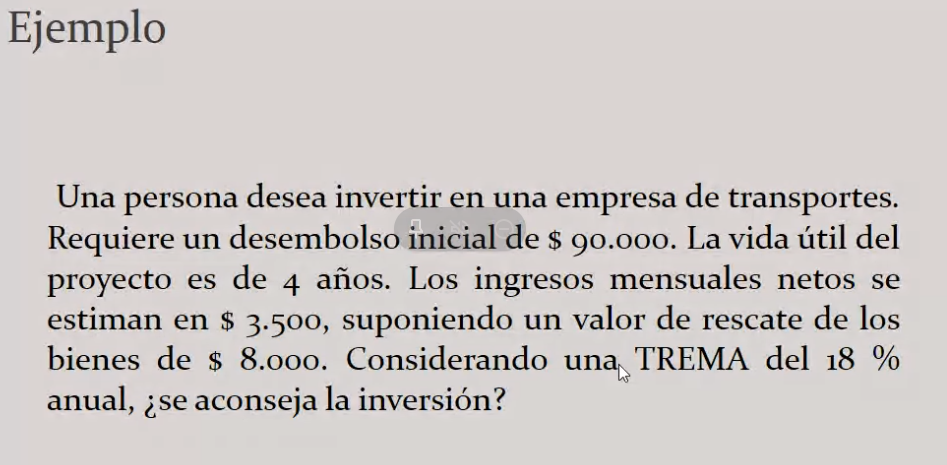 Ejemplo
Una persona desea invertir en una empresa de transportes.
Requiere un desembolso inicial de $ 90.000. La vida útil del
proyecto es de 4 años. Los ingresos mensuales netos se
estiman en $ 3.500, suponiendo un valor de rescate de los
bienes de $ 8.000. Considerando una TREMA del 18 %
anual, ¿se aconseja la inversión?